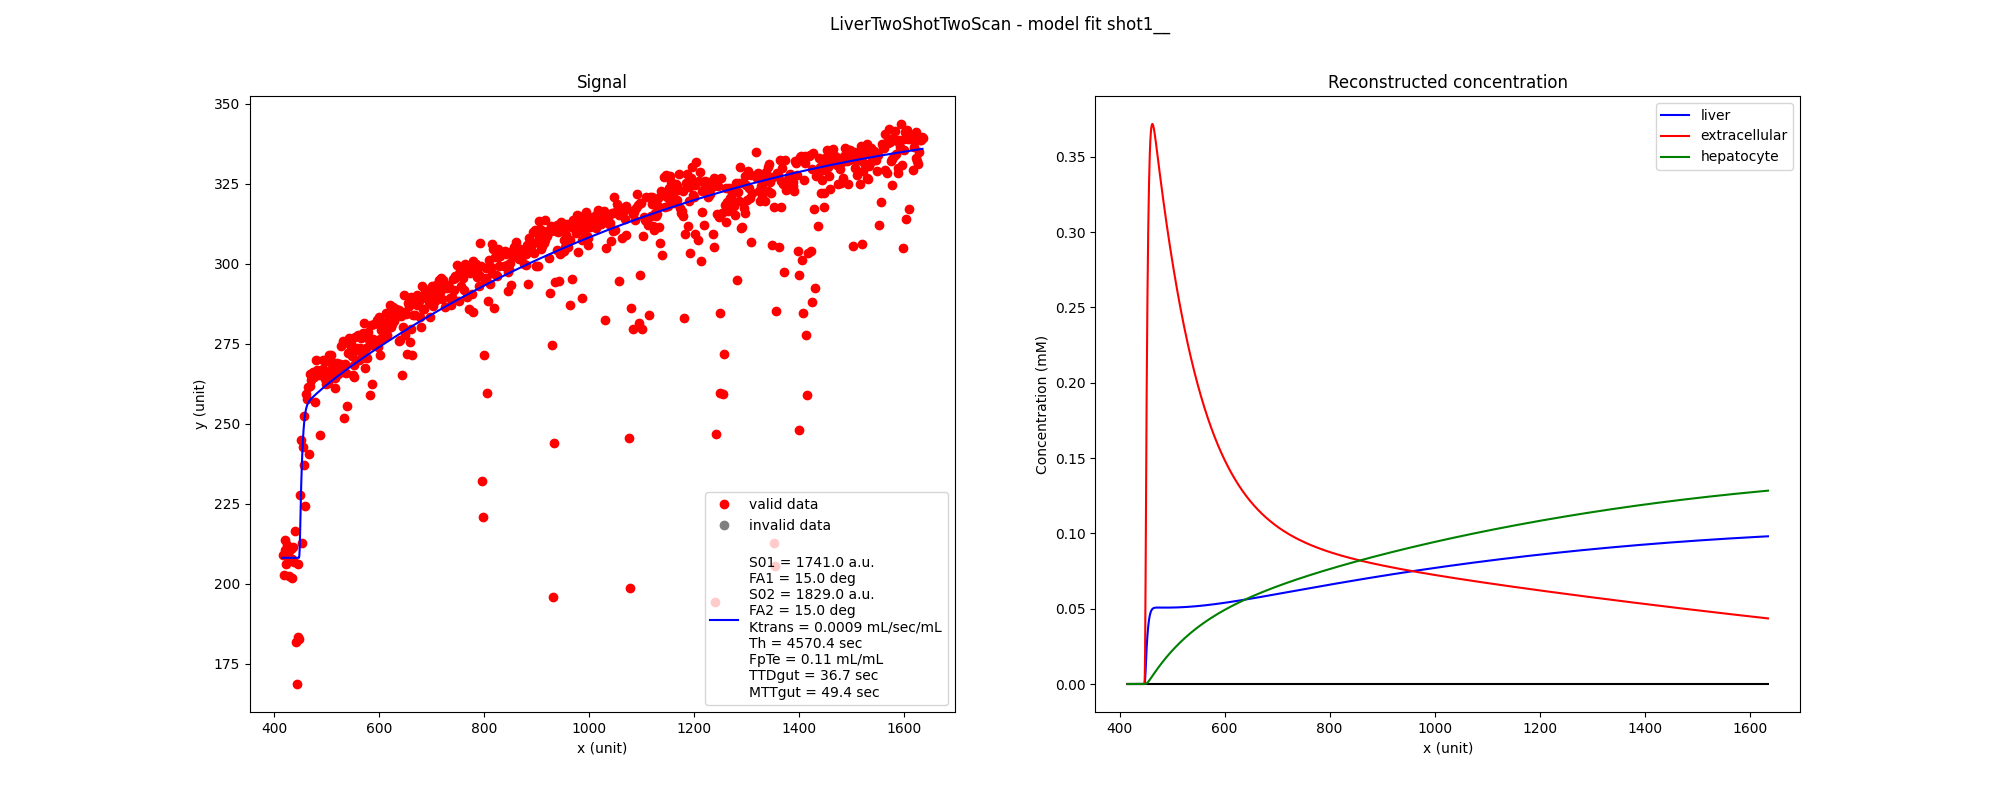 LiverTwoShotTwoScan - model fit shot1__
Signal
350
325
300
275
250
225
200
175
y (unit)
400
600
800
1000
1200
1400
1600
x (unit)
valid data
invalid data
S01 = 1741.0 a.u.
FA1 = 15.0 deg
S02 = 1829.0 a.u.
FA2 = 15.0 deg
Ktrans = 0.0009 mL/sec/mL
Th = 4570.4 sec
FpTe = 0.11 mL/mL
TTDgut = 36.7 sec
MTTgut = 49.4 sec
Reconstructed concentration
0.35
0.30
0.25
0.20
0.15
0.10
0.05
0.00
Concentration (mM)
400
600
800
1000
1200
1400
1600
x (unit)
liver
extracellular
hepatocyte